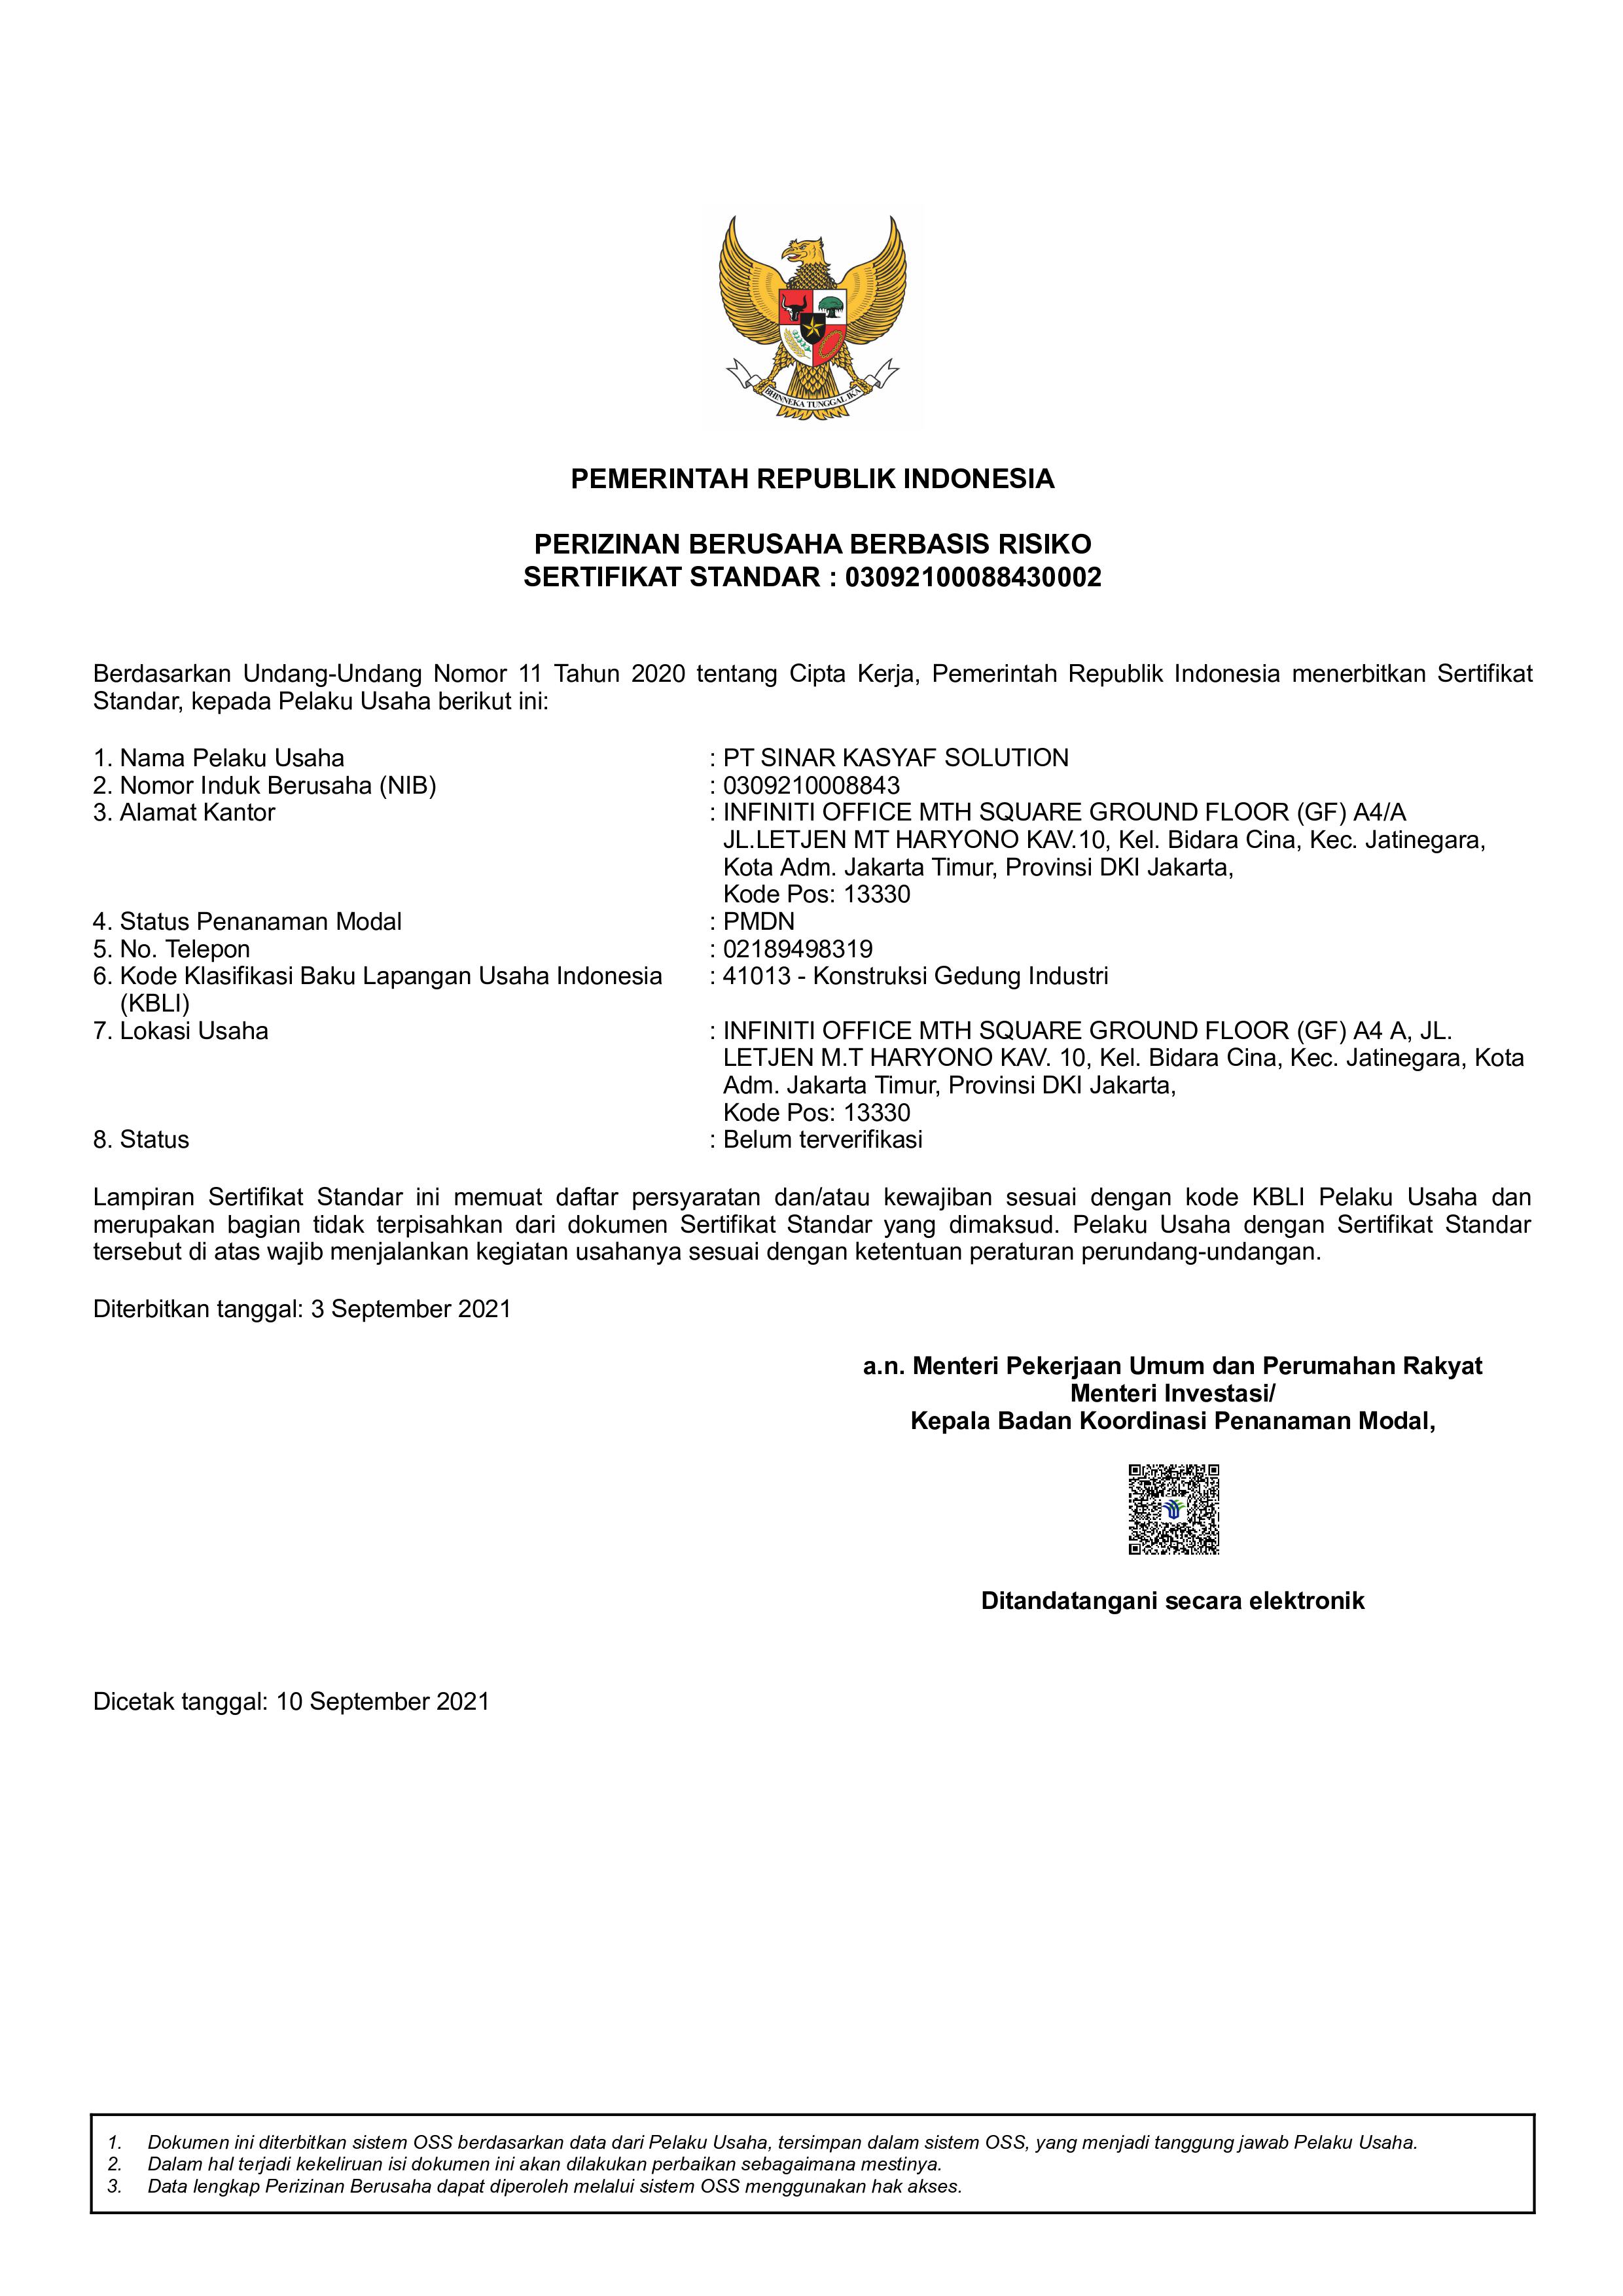 BHINNEKA TUNGGAL IKA
PEMERINTAH REPUBLIK INDONESIA
PERIZINAN BERUSAHA BERBASIS RISIKO
SERTIFIKAT STANDAR : 03092100088430002
Berdasarkan Undang-Undang Nomor 11 Tahun 2020 tentang Cipta Kerja, Pemerintah Republik Indonesia menerbitkan Sertifikat
Standar, kepada Pelaku Usaha berikut ini:
1. Nama Pelaku Usaha : PT SINAR KASYAF SOLUTION
2. Nomor Induk Berusaha (NIB) : 0309210008843
3. Alamat Kantor : INFINITI OFFICE MTH SQUARE GROUND FLOOR (GF) A4/A
JL.LETJEN MT HARYONO KAV.10, Kel. Bidara Cina, Kec. Jatinegara,
Kota Adm. Jakarta Timur, Provinsi DKI Jakarta,
Kode Pos: 13330
4. Status Penanaman Modal : PMDN
5. No. Telepon : 02189498319
6. Kode Klasifikasi Baku Lapangan Usaha Indonesia : 41013 - Konstruksi Gedung Industri
(KBLI)
7. Lokasi Usaha : INFINITI OFFICE MTH SQUARE GROUND FLOOR (GF) A4 A, JL.
LETJEN M.T HARYONO KAV. 10, Kel. Bidara Cina, Kec. Jatinegara, Kota
Adm. Jakarta Timur, Provinsi DKI Jakarta,
Kode Pos: 13330
8. Status : Belum terverifikasi
Lampiran Sertifikat Standar ini memuat daftar persyaratan dan/atau kewajiban sesuai dengan kode KBLI Pelaku Usaha dan
merupakan bagian tidak terpisahkan dari dokumen Sertifikat Standar yang dimaksud. Pelaku Usaha dengan Sertifikat Standar
tersebut di atas wajib menjalankan kegiatan usahanya sesuai dengan ketentuan peraturan perundang-undangan.
Diterbitkan tanggal: 3 September 2021
a.n. Menteri Pekerjaan Umum dan Perumahan Rakyat
Menteri Investasi/
Kepala Badan Koordinasi Penanaman Modal,
Ditandatangani secara elektronik
Dicetak tanggal: 10 September 2021
1. Dokumen ini diterbitkan sistem OSS berdasarkan data dari Pelaku Usaha, tersimpan dalam sistem OSS, yang menjadi tanggung jawab Pelaku Usaha.
2. Dalam hal terjadi kekeliruan isi dokumen ini akan dilakukan perbaikan sebagaimana mestinya.
3. Data lengkap Perizinan Berusaha dapat diperoleh melalui sistem OSS menggunakan hak akses.